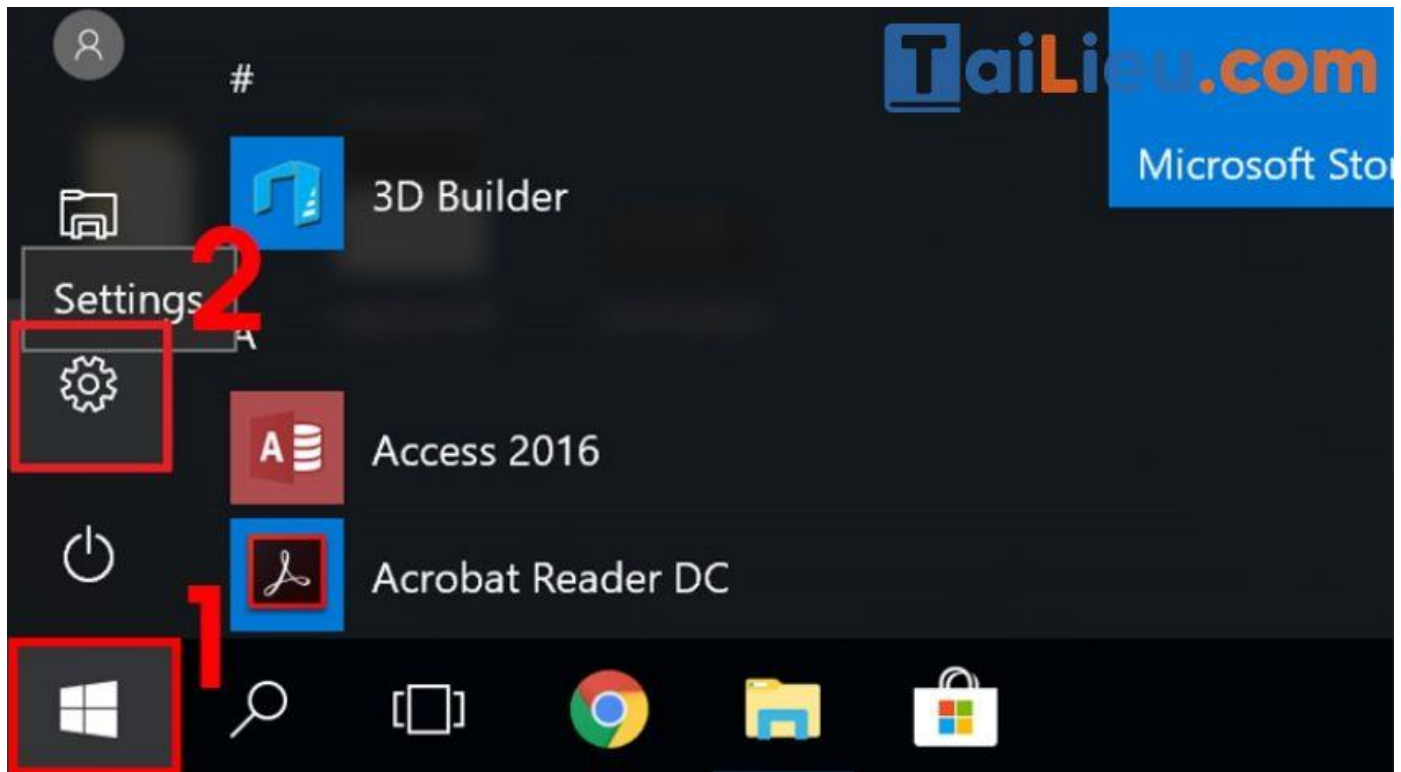 TaiLieu.com
#
Microsoft Stor
3D Builder
2
Settings
A
Access 2016
Acrobat Reader DC
1